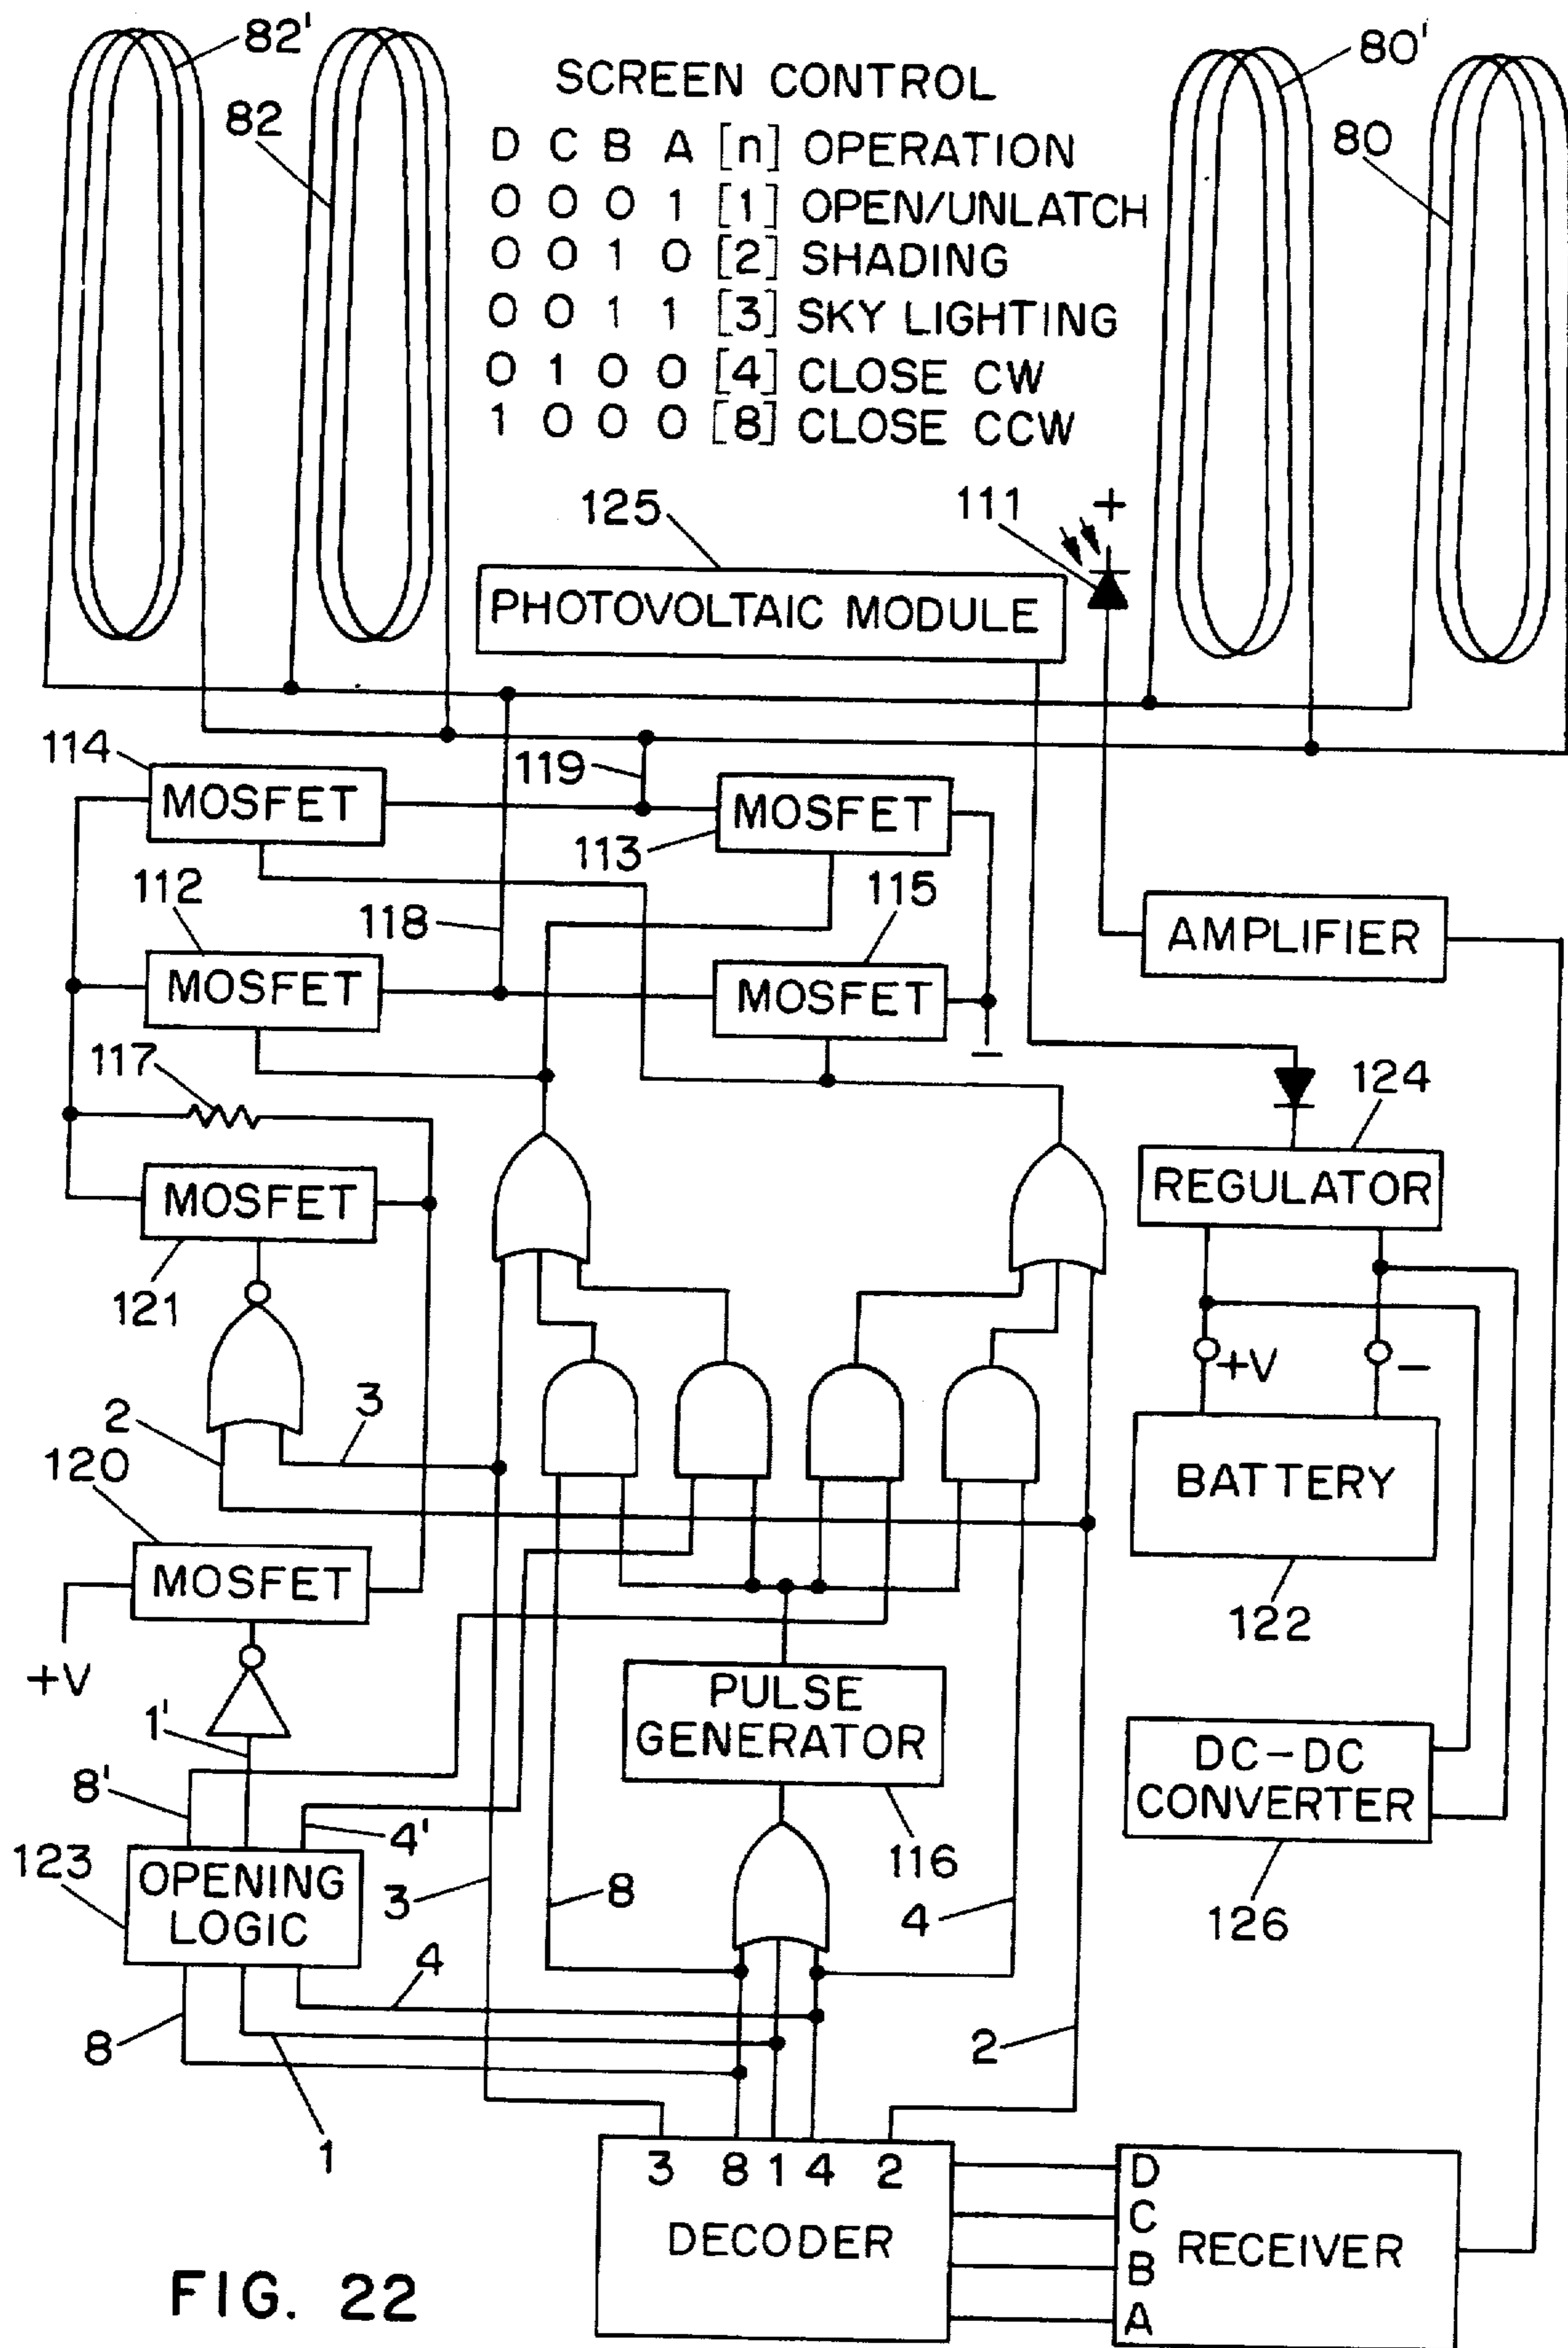 82'
80'
SCREEN CONTROL
82
80
D C B A [n] OPERATION
0 0 0 1 [1] OPEN/UNLATCH
0 0 1 0 [2] SHADING
0 0 1 1 [3] SKY LIGHTING
0 1 0 0 [4] CLOSE CW
1 0 0 0 [8] CLOSE CCW
125
111
+
PHOTOVOLTAIC MODULE
114
119
MOSFET
MOSFET
113
112
118
115
AMPLIFIER
MOSFET
MOSFET
–
117
124
MOSFET
REGULATOR
121
+V
–
2
3
120
BATTERY
MOSFET
122
+V
PULSE
GENERATOR
1'
DC-DC
CONVERTER
8'
4'
123
116
OPENING
LOGIC
3
8
4
126
4
8
2
1
3 8 1 4 2
D
C
DECODER
RECEIVER
B
A
FIG. 22